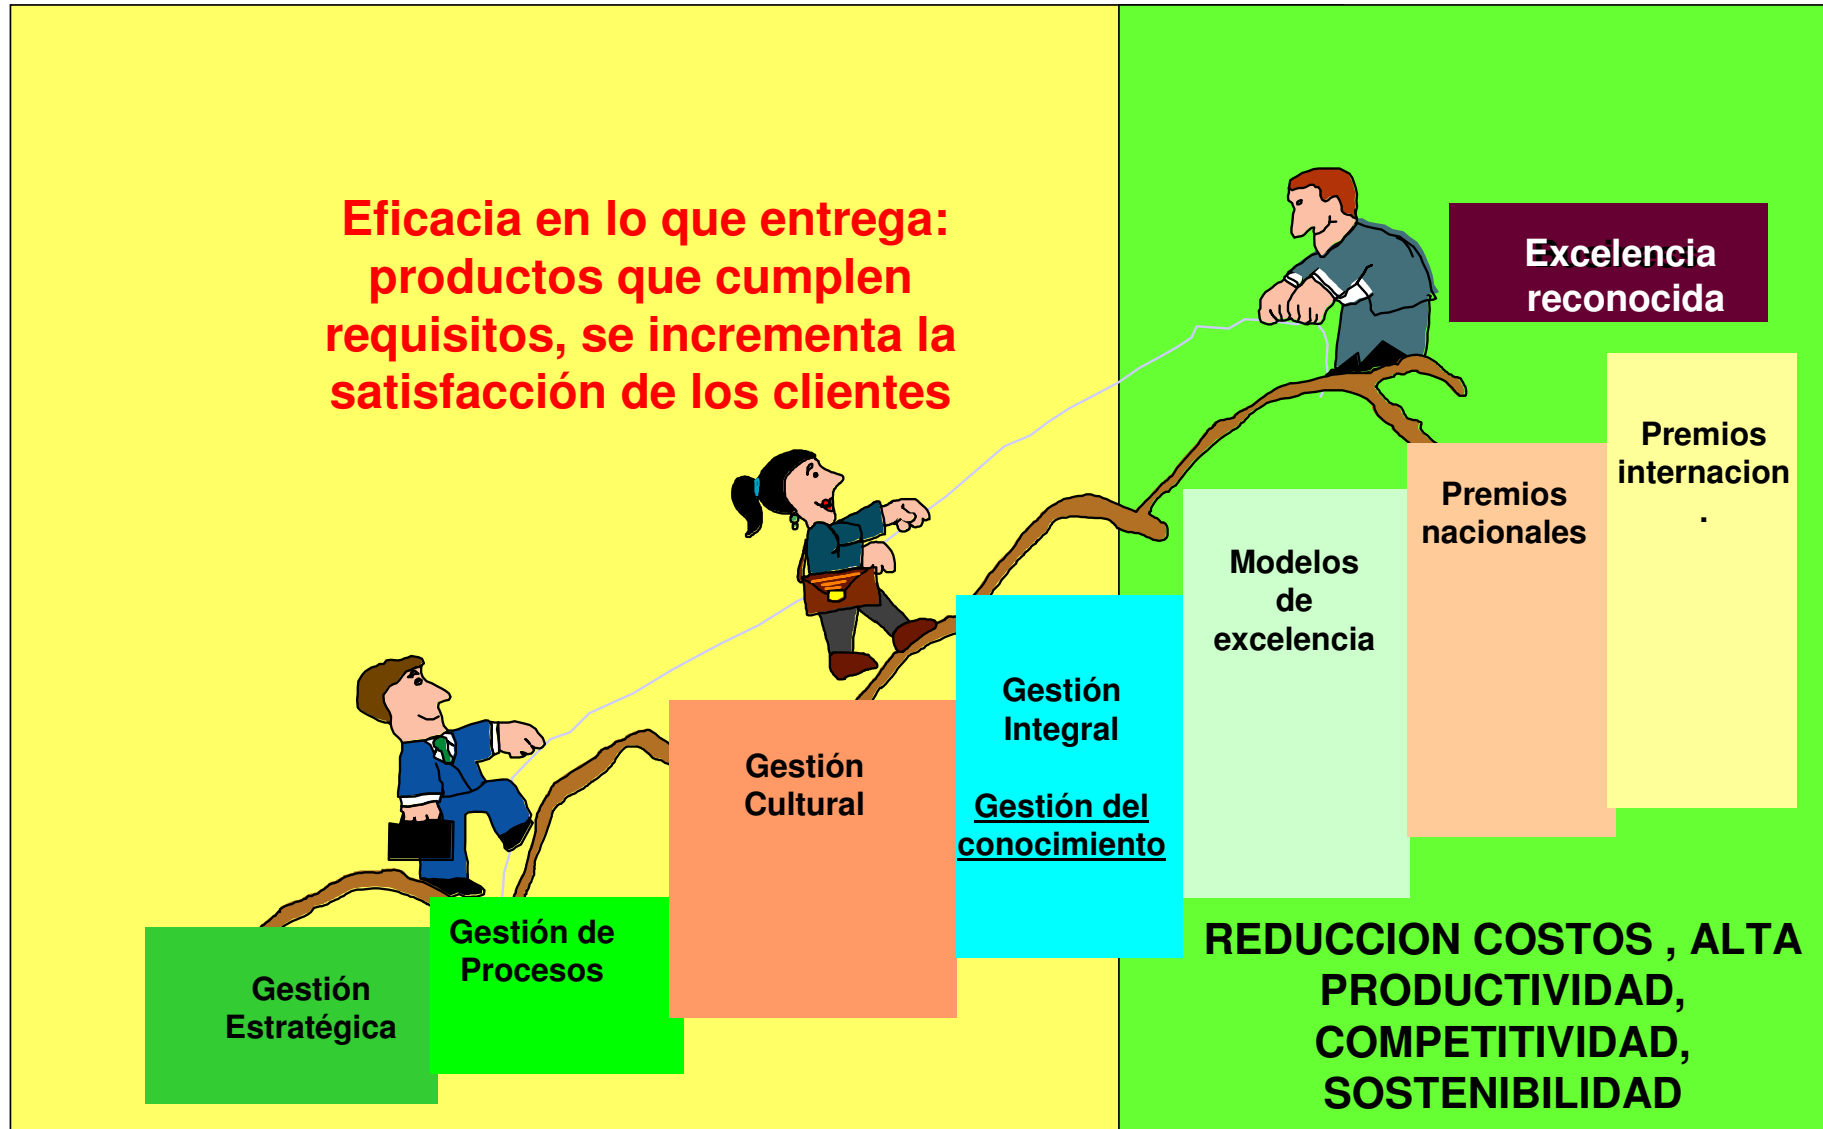 Eficacia en lo que entrega:
productos que cumplen
requisitos, se incrementa la
satisfacción de los clientes
Excelencia
reconocida
Premios
internacion
.
Premios
nacionales
Modelos
de
excelencia
Gestión
Integral
Gestión del
conocimiento
Gestión
Cultural
Gestión de
Procesos
Gestión
Estratégica
REDUCCION COSTOS , ALTA
PRODUCTIVIDAD,
COMPETITIVIDAD,
SOSTENIBILIDAD